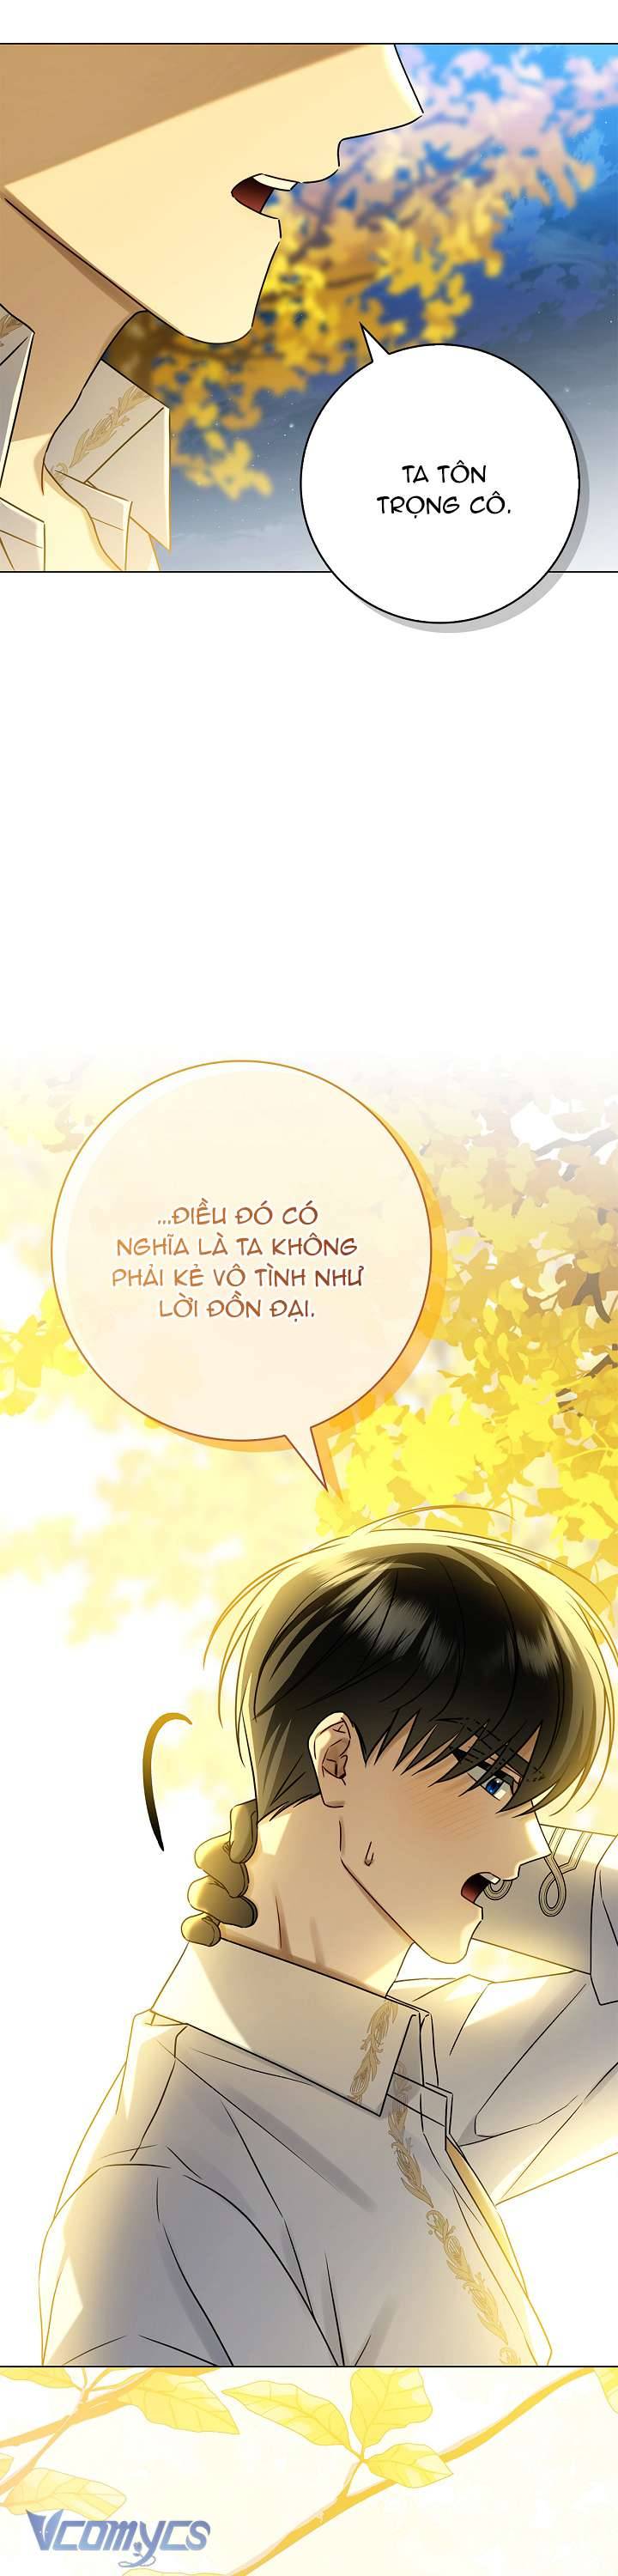 TA TÔN
TRỌNG CÔ.
...ĐIỀU ĐÓ CÓ
NGHĨA LÀ TA KHÔNG
PHẢI KẺ VÔ TÌNH NHƯ
LỜI ĐỒN ĐẠI.
VCOMYCS